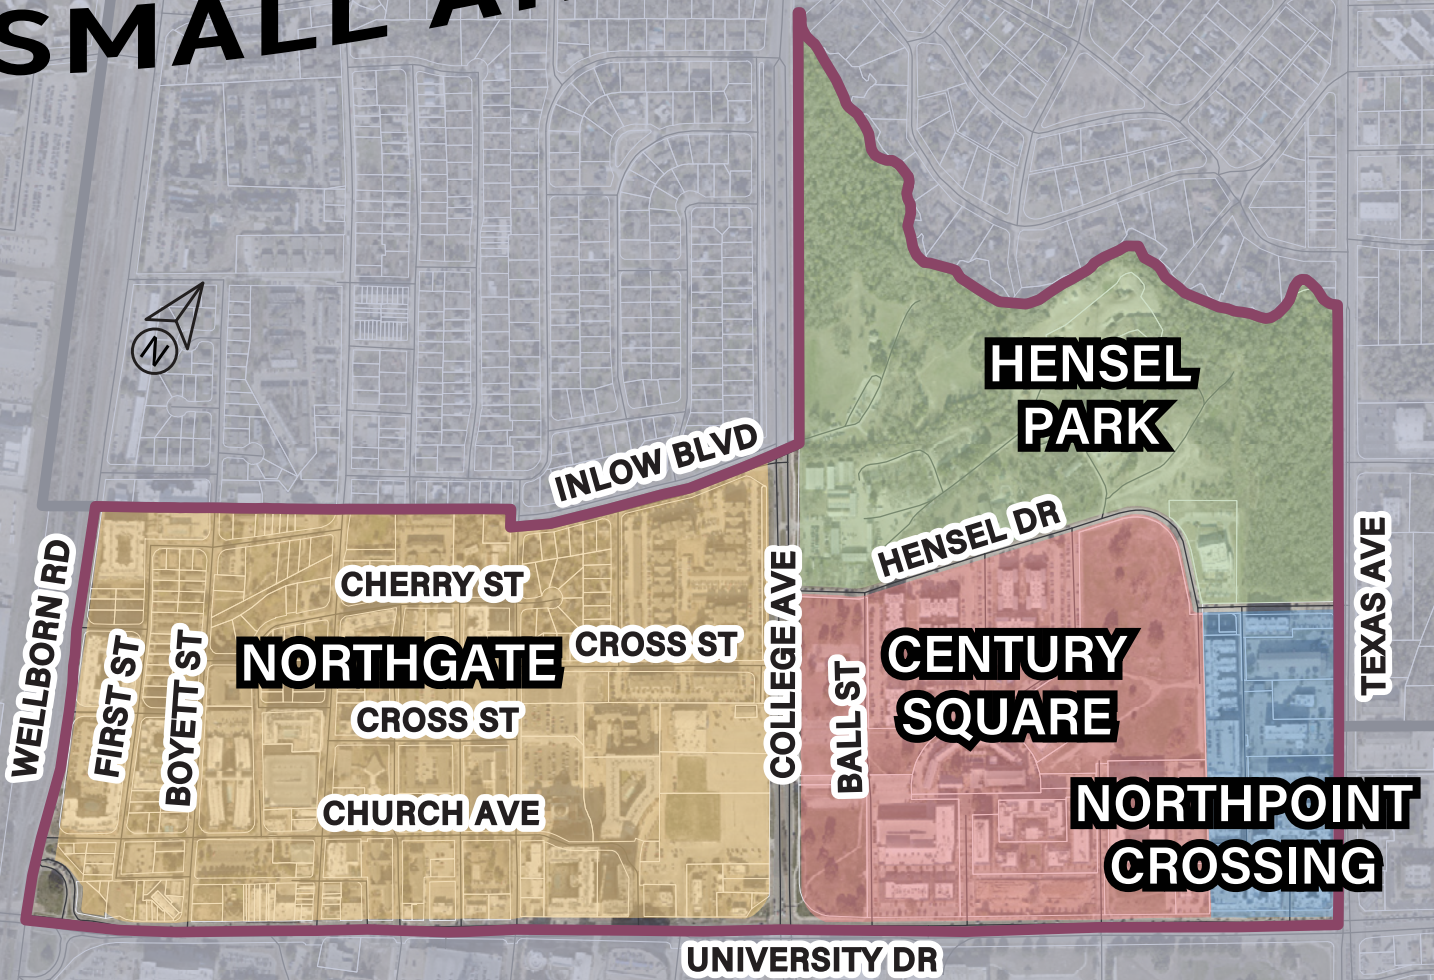 SMALL
INLOW BLVD
HENSEL
PARK
HENSEL DR
WELLBORN RD
FIRST ST
BOYETT ST
CHERRY ST
NORTHGATE
CROSS ST
CROSS ST
CHURCH AVE
COLLEGE AVE
BALL ST
CENTURY
SQUARE
TEXAS AVE
NORTHPOINT
CROSSING
UNIVERSITY DR
N